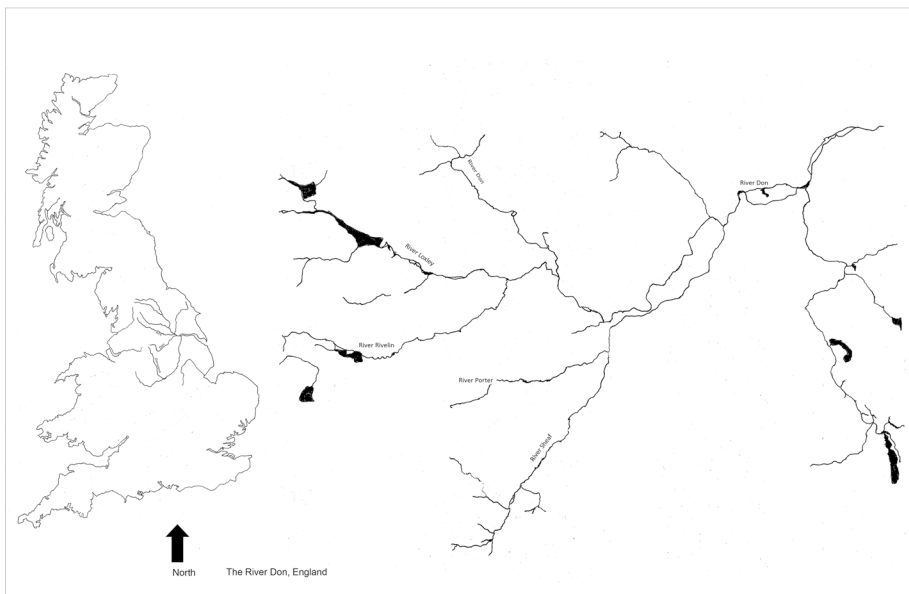 River Don
River Don
River Loxley
River Rivelin
River Porter
River Sheaf
North
The River Don, England